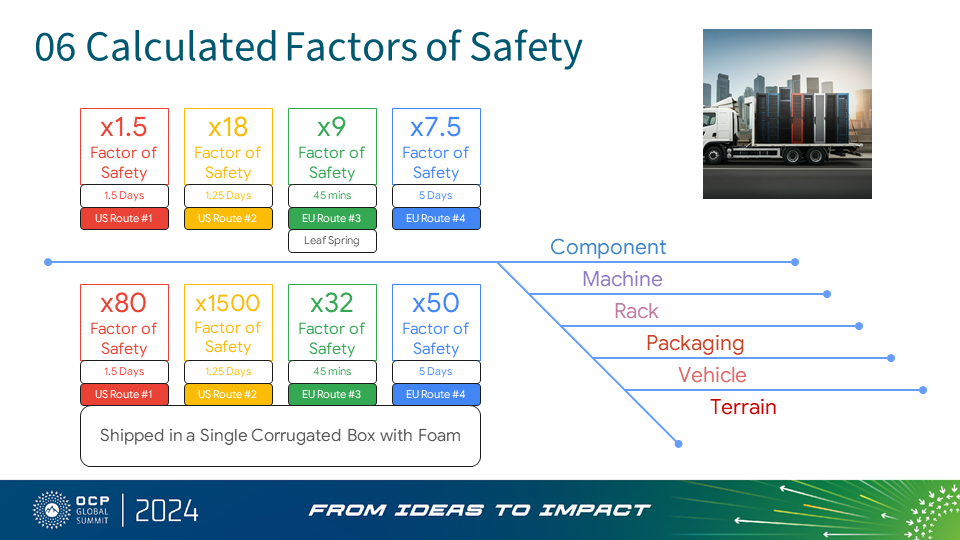 06 Calculated Factors of Safety
x1.5
Factor of
Safety
1.5 Days
US Route #1
x18
Factor of
Safety
1.25 Days
US Route #2
x9
Factor of
Safety
45 mins
EU Route #3
Leaf Spring
x7.5
Factor of
Safety
5 Days
EU Route #4
Component
Machine
Rack
Packaging
Vehicle
Terrain
x80
Factor of
Safety
1.5 Days
US Route #1
x1500
Factor of
Safety
1.25 Days
US Route #2
x32
Factor of
Safety
45 mins
EU Route #3
x50
Factor of
Safety
5 Days
EU Route #4
Shipped in a Single Corrugated Box with Foam
OCP
GLOBAL
SUMMIT
2024
FROM IDEAS TO IMPACT